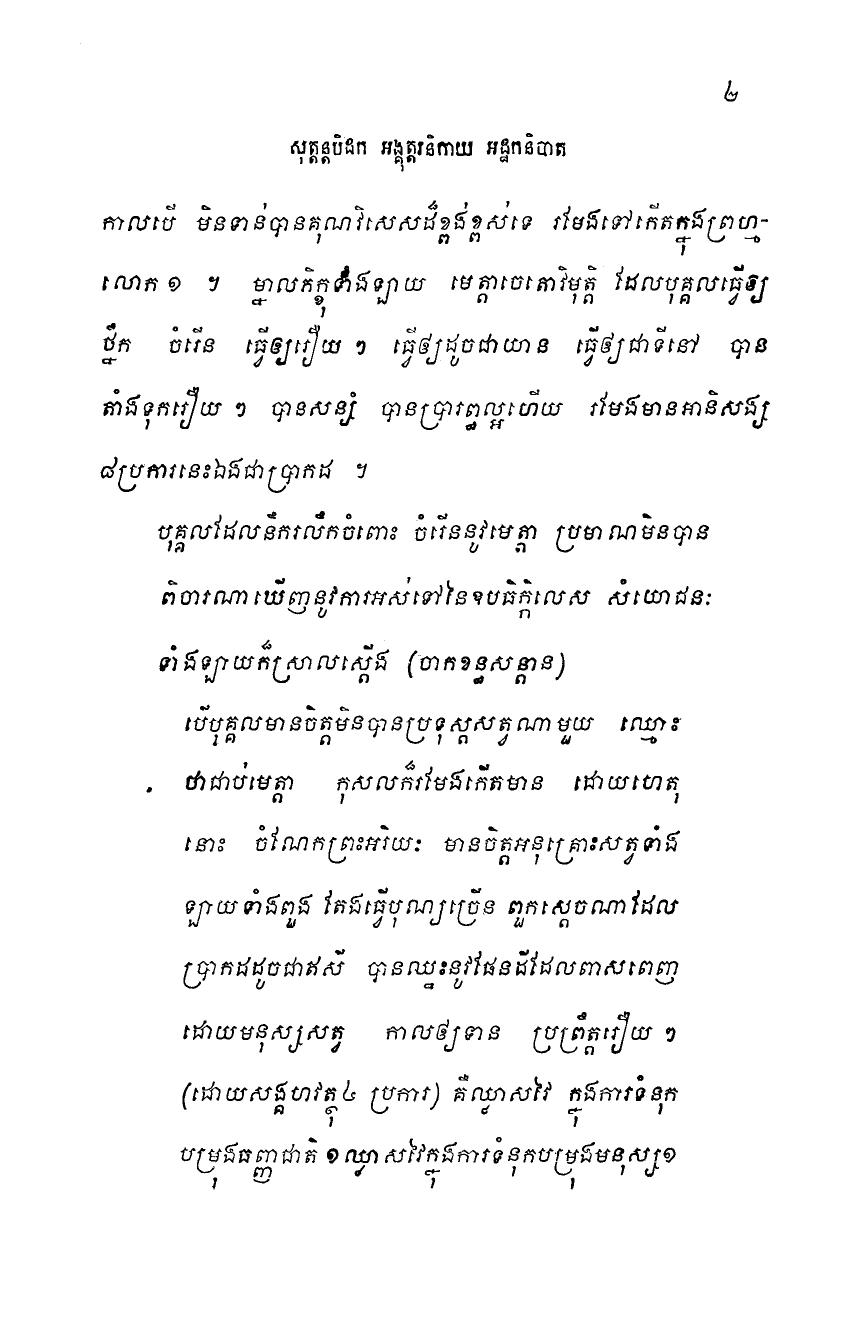 ២
សុត្តន្តបិដក អង្គុត្តរនិកាយ អដ្ឋកនិបាត
កាលបើ មិនទាន់បានគុណវិសេសដ៏ខ្ពង់ខ្ពស់ទេ រមែងទៅកើតក្នុងព្រហ្ម-
លោក ១ ។ ម្នាលភិក្ខុទាំងឡាយ មេត្តាចេតោវិមុត្តិ ដែលបុគ្គលធ្វើឲ្យ
ថ្នឹក ចំរើន ធ្វើឲ្យរឿយ ៗ ធ្វើឲ្យដូចជាយាន ធ្វើឲ្យជាទីនៅ បាន
តាំងទុករឿយ ៗ បានសន្សំ បានប្រារព្ធល្អហើយ រមែងមានអានិសង្ស
៨ប្រការនេះឯងជាប្រាកដ ។
បុគ្គលដែលនឹករលឹកចំពោះ ចំរើននូវមេត្តា ប្រមាណមិនបាន
ពិចារណាឃើញនូវការអស់ទៅនៃឧបធិក្កិលេស សំយោជនៈ
ទាំងឡាយក៏ស្រាលស្តើង (ចាកខន្ធសន្តាន)
បើបុគ្គលមានចិត្តមិនបានប្រទុស្តសត្វណាមួយ ឈ្មោះ
ថាជាប់មេត្តា កុសលក៏រមែងកើតមាន ដោយហេតុ
នោះ ចំណែកព្រះអរិយៈ មានចិត្តអនុគ្រោះសត្វទាំង
ឡាយទាំងពួង តែងធ្វើបុណ្យច្រើន ពួកស្តេចណាដែល
ប្រាកដដូចជាឥសី បានឈ្នះនូវផែនដីដែលពាសពេញ
ដោយមនុស្សសត្វ កាលឲ្យទាន ប្រព្រឹត្តរឿយ ៗ
(ដោយសង្គហវត្ថុ៤ ប្រការ) គឺឈ្លាសវៃ ក្នុងការទំនុក
បម្រុងធញ្ញជាតិ ១ ឈ្លាសវៃក្នុងការទំនុកបម្រុងមនុស្ស១